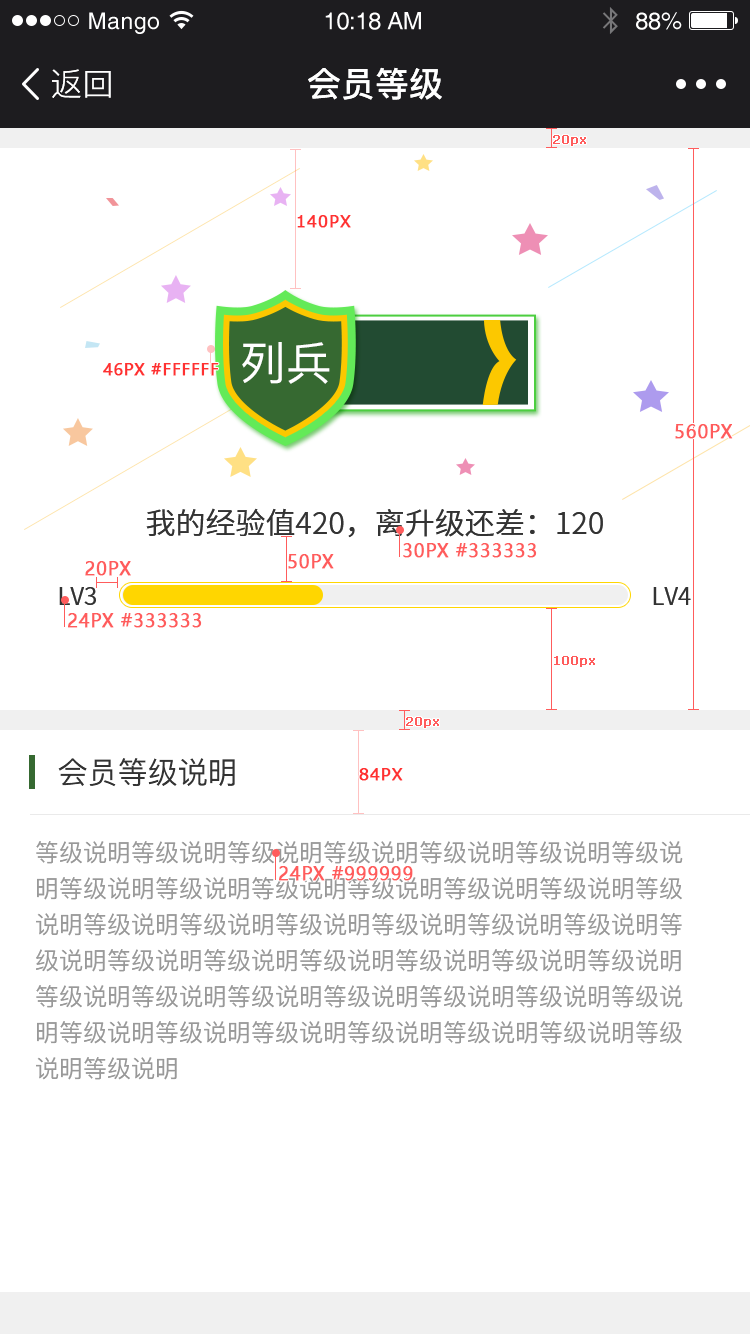 Mango 10:18 AM 88%
返回 会员等级
20px
140PX
列兵
46PX #FFFFFF
560PX
我的经验值420，离升级还差：120
30PX #333333
50PX
20PX
LV3 LV4
24PX #333333
100px
20px
会员等级说明
84PX
等级说明等级说明等级说明等级说明等级说明等级说明等级说
24PX #999999
明等级说明等级说明等级说明等级说明等级说明等级说明等级
说明等级说明等级说明等级说明等级说明等级说明等级说明等
级说明等级说明等级说明等级说明等级说明等级说明等级说明
等级说明等级说明等级说明等级说明等级说明等级说明等级说
明等级说明等级说明等级说明等级说明等级说明等级说明等级
说明等级说明